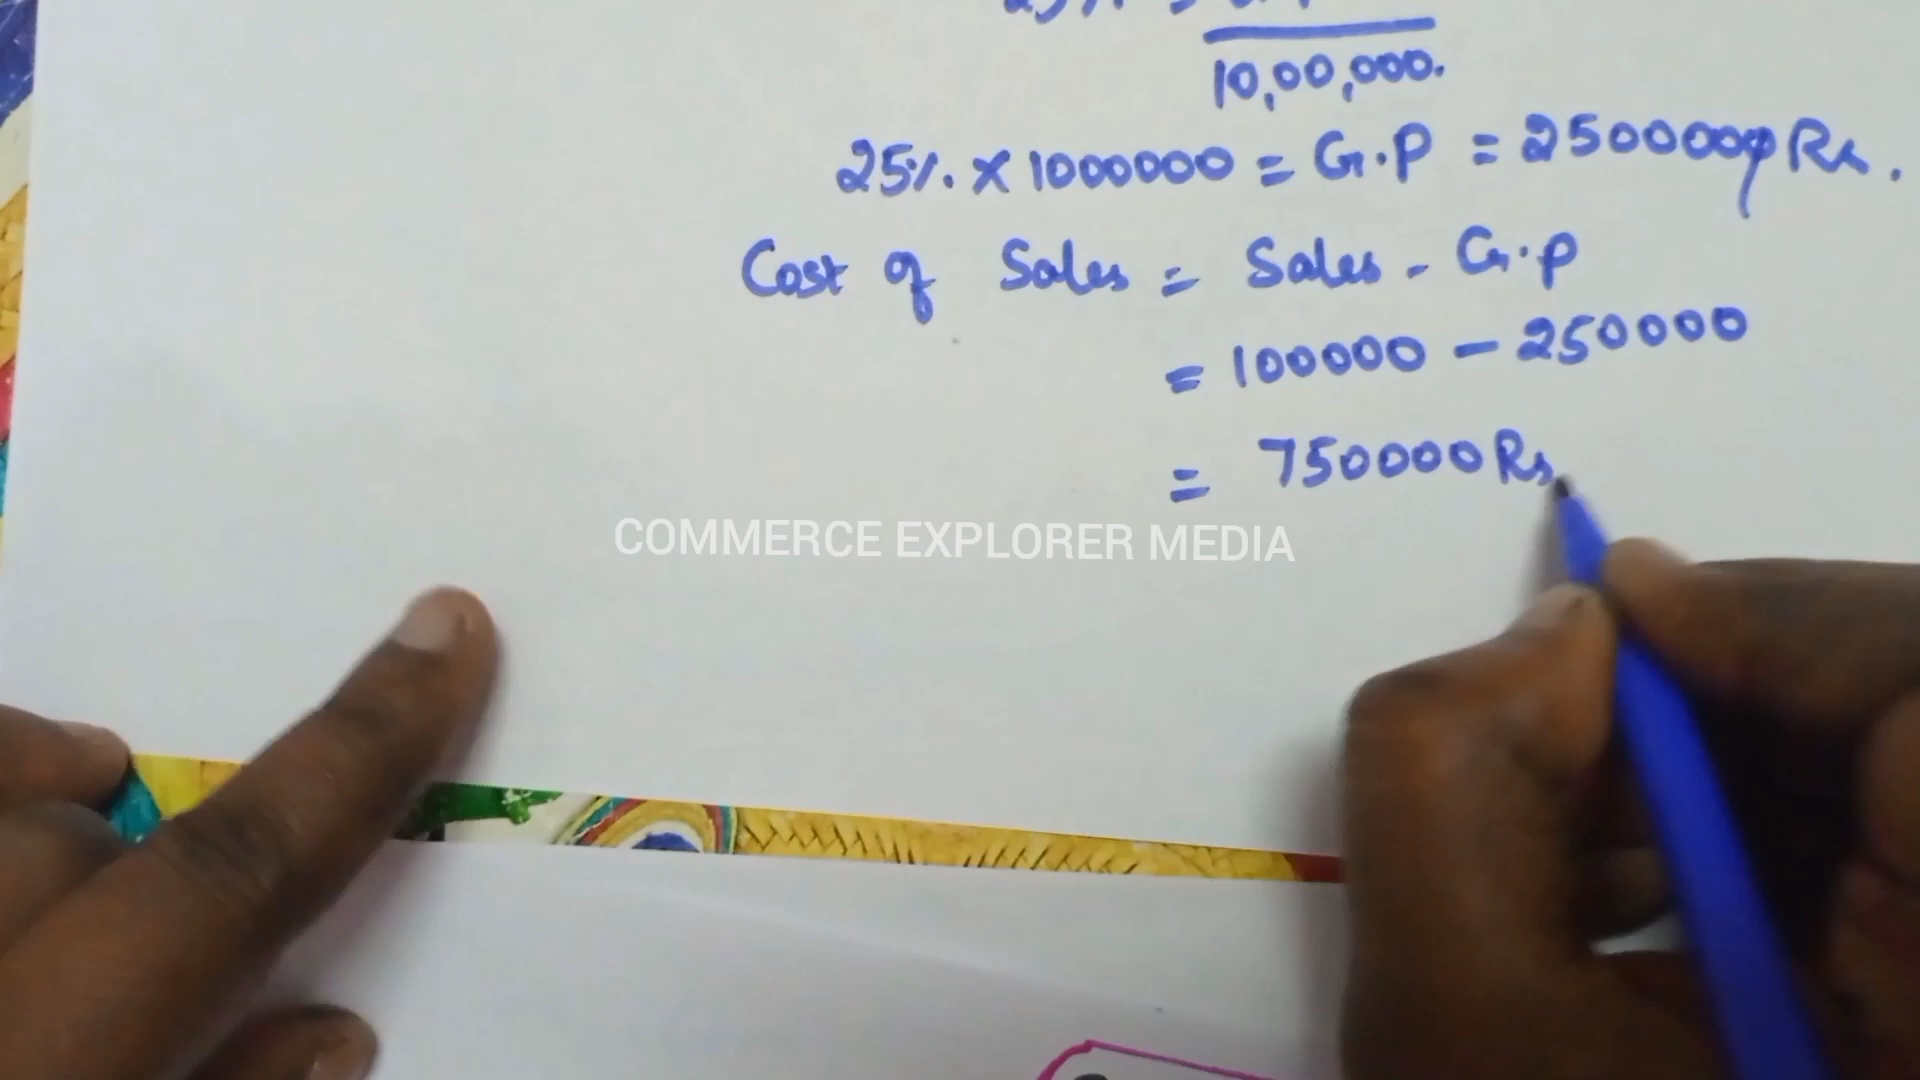 10,00,000.
25% × 1000000 = G.P = 250000 Rs.
Cost of Sales = Sales - G.P
= 100000 - 250000
= 750000 Rs
COMMERCE EXPLORER MEDIA